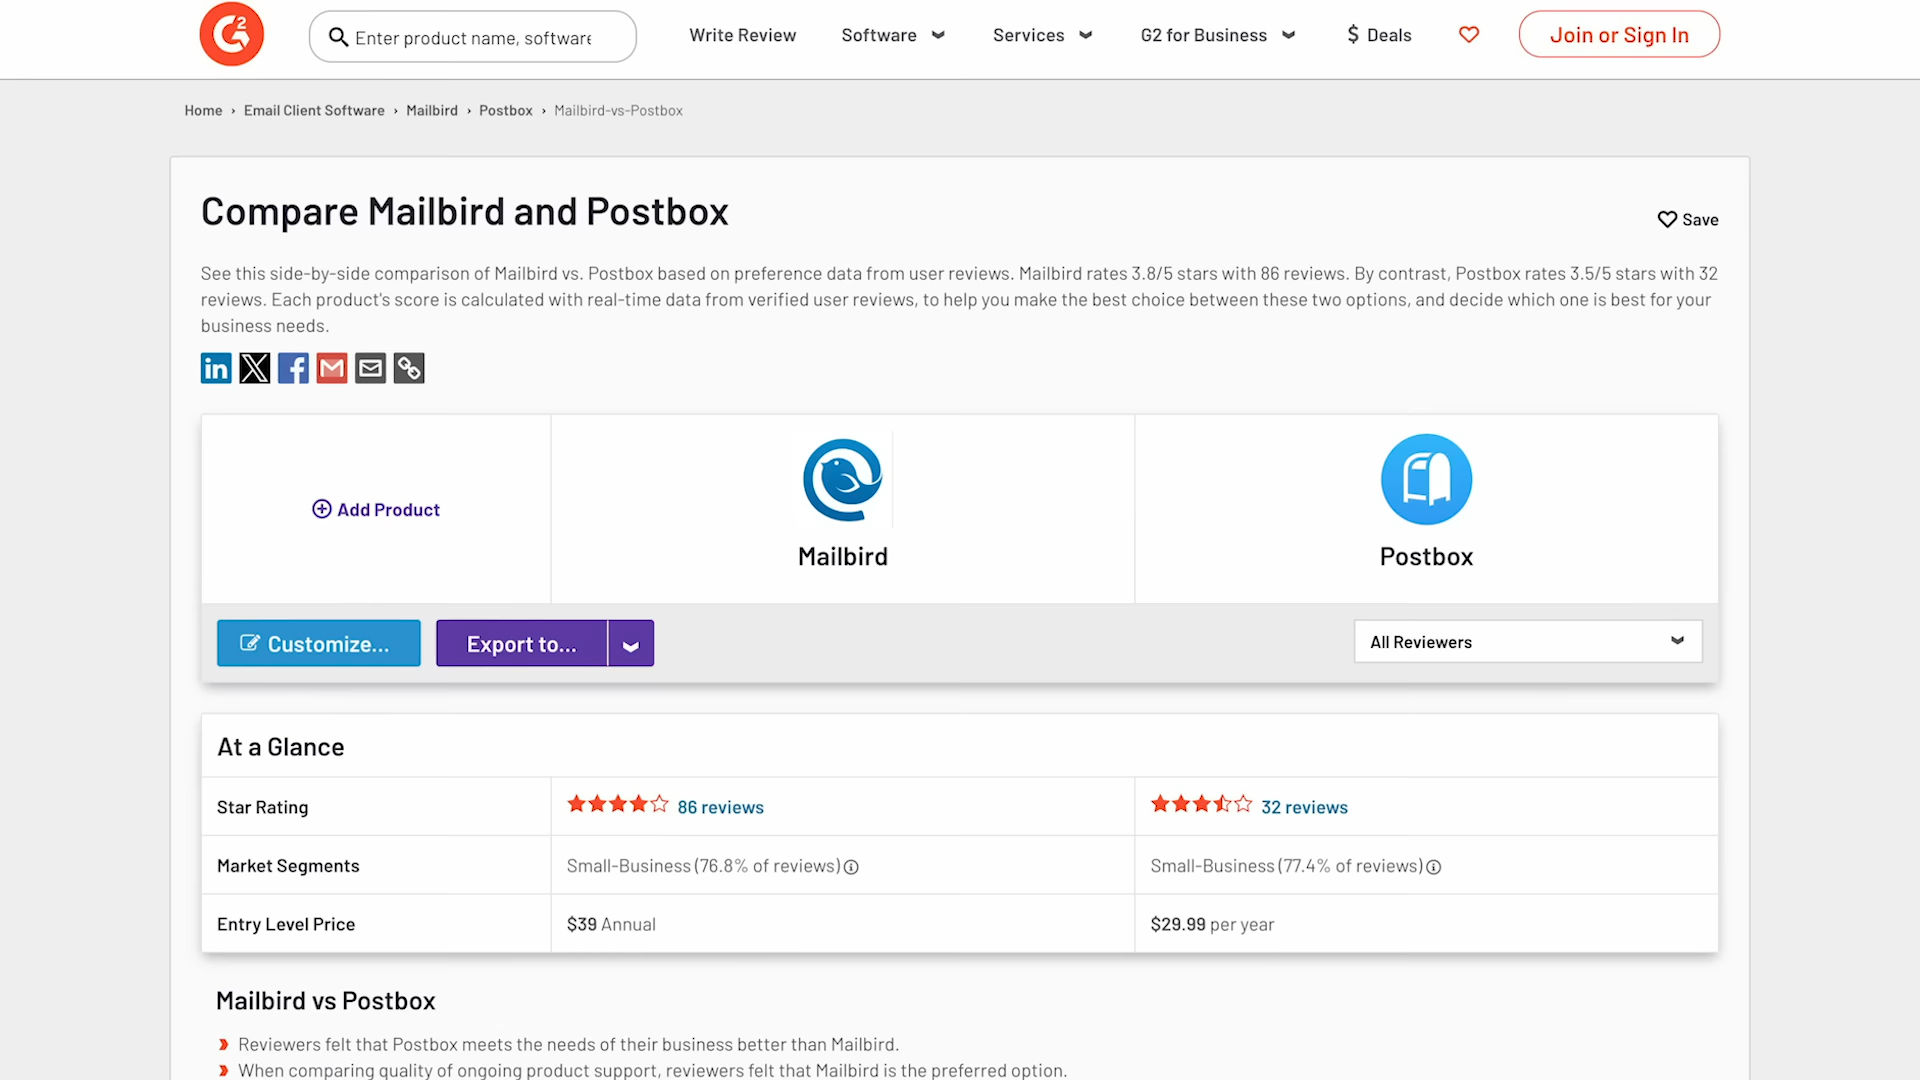 G2
Enter product name, software
Write Review
Software
Services
G2 for Business
$ Deals
Join or Sign In
Home › Email Client Software › Mailbird › Postbox › Mailbird-vs-Postbox
Compare Mailbird and Postbox
Save
See this side-by-side comparison of Mailbird vs. Postbox based on preference data from user reviews. Mailbird rates 3.8/5 stars with 86 reviews. By contrast, Postbox rates 3.5/5 stars with 32
reviews. Each product's score is calculated with real-time data from verified user reviews, to help you make the best choice between these two options, and decide which one is best for your
business needs.
Add Product
Mailbird
Postbox
Customize...
Export to...
All Reviewers
At a Glance
Star Rating
86 reviews
32 reviews
Market Segments
Small-Business (76.8% of reviews)
Small-Business (77.4% of reviews)
Entry Level Price
$39 Annual
$29.99 per year
Mailbird vs Postbox
Reviewers felt that Postbox meets the needs of their business better than Mailbird.
When comparing quality of ongoing product support, reviewers felt that Mailbird is the preferred option.